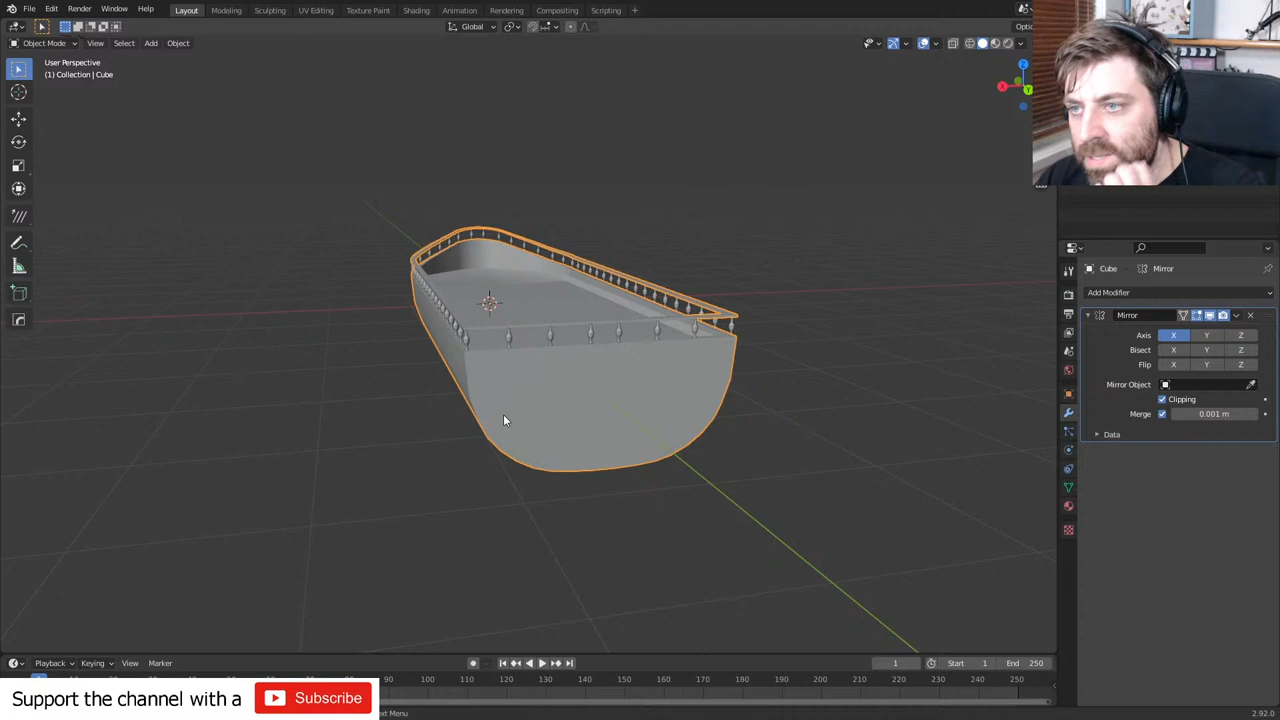 File Edit Render Window Help Layout Modeling Sculpting UV Editing Texture Paint Shading Animation Rendering Compositing Scripting +
Global
Object Mode View Select Add Object
User Perspective
(1) Collection | Cube
X
Y
Z
Cube Mirror
Add Modifier
Mirror
Axis X Y Z
Bisect X Y Z
Flip X Y Z
Mirror Object
Clipping
Merge 0.001 m
Data
Playback Keying View Marker
1 Start 1 End 250
100 110 120 130 140 150 160 170 180 190 200 210 220 230 240 250
Support the channel with a Subscribe
2.92.0